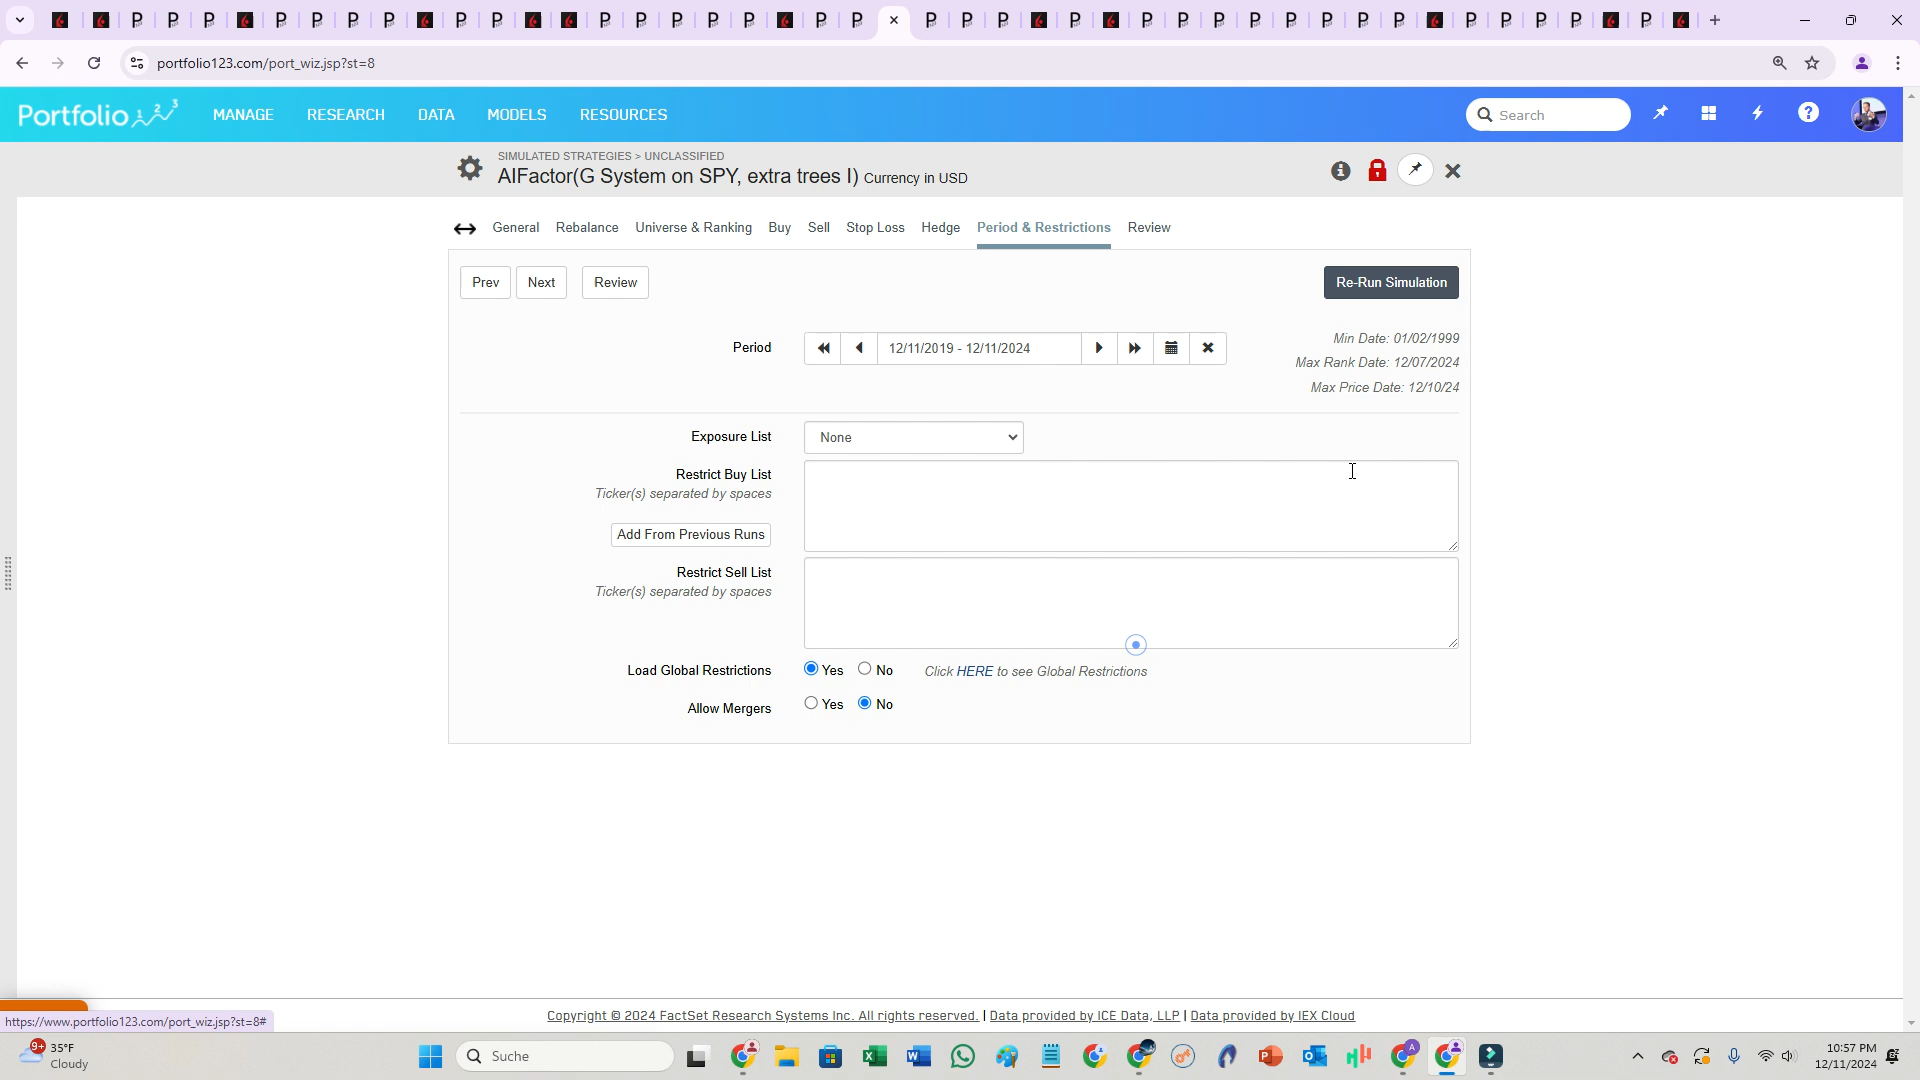 portfolio123.com/port_wiz.jsp?st=8
Portfolio123
MANAGE
RESEARCH
DATA
MODELS
RESOURCES
Search
SIMULATED STRATEGIES > UNCLASSIFIED
AIFactor(G System on SPY, extra trees I) Currency in USD
General
Rebalance
Universe & Ranking
Buy
Sell
Stop Loss
Hedge
Period & Restrictions
Review
Prev
Next
Review
Re-Run Simulation
Period
12/11/2019 - 12/11/2024
Min Date: 01/02/1999
Max Rank Date: 12/07/2024
Max Price Date: 12/10/24
Exposure List
None
Restrict Buy List
Ticker(s) separated by spaces
Add From Previous Runs
Restrict Sell List
Ticker(s) separated by spaces
Load Global Restrictions
Yes
No
Click HERE to see Global Restrictions
Allow Mergers
Yes
No
https://www.portfolio123.com/port_wiz.jsp?st=8#
Copyright © 2024 FactSet Research Systems Inc. All rights reserved. | Data provided by ICE Data, LLP | Data provided by IEX Cloud
9+
35°F
Cloudy
Suche
10:57 PM
12/11/2024